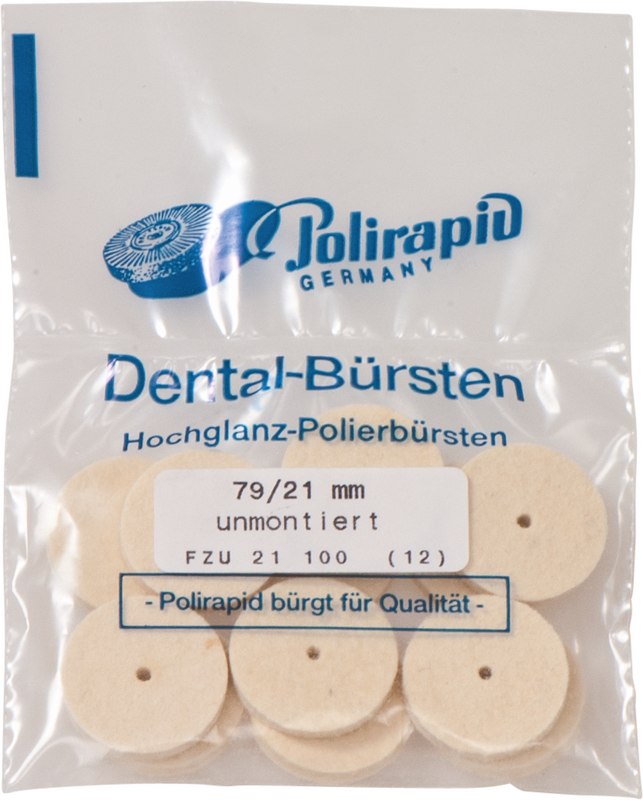 Polirapid
GERMANY
Dental-Bürsten
Hochglanz-Polierbürsten
79/21 mm
unmontiert
FZU 21 100 (12)
- Polirapid bürgt für Qualität -